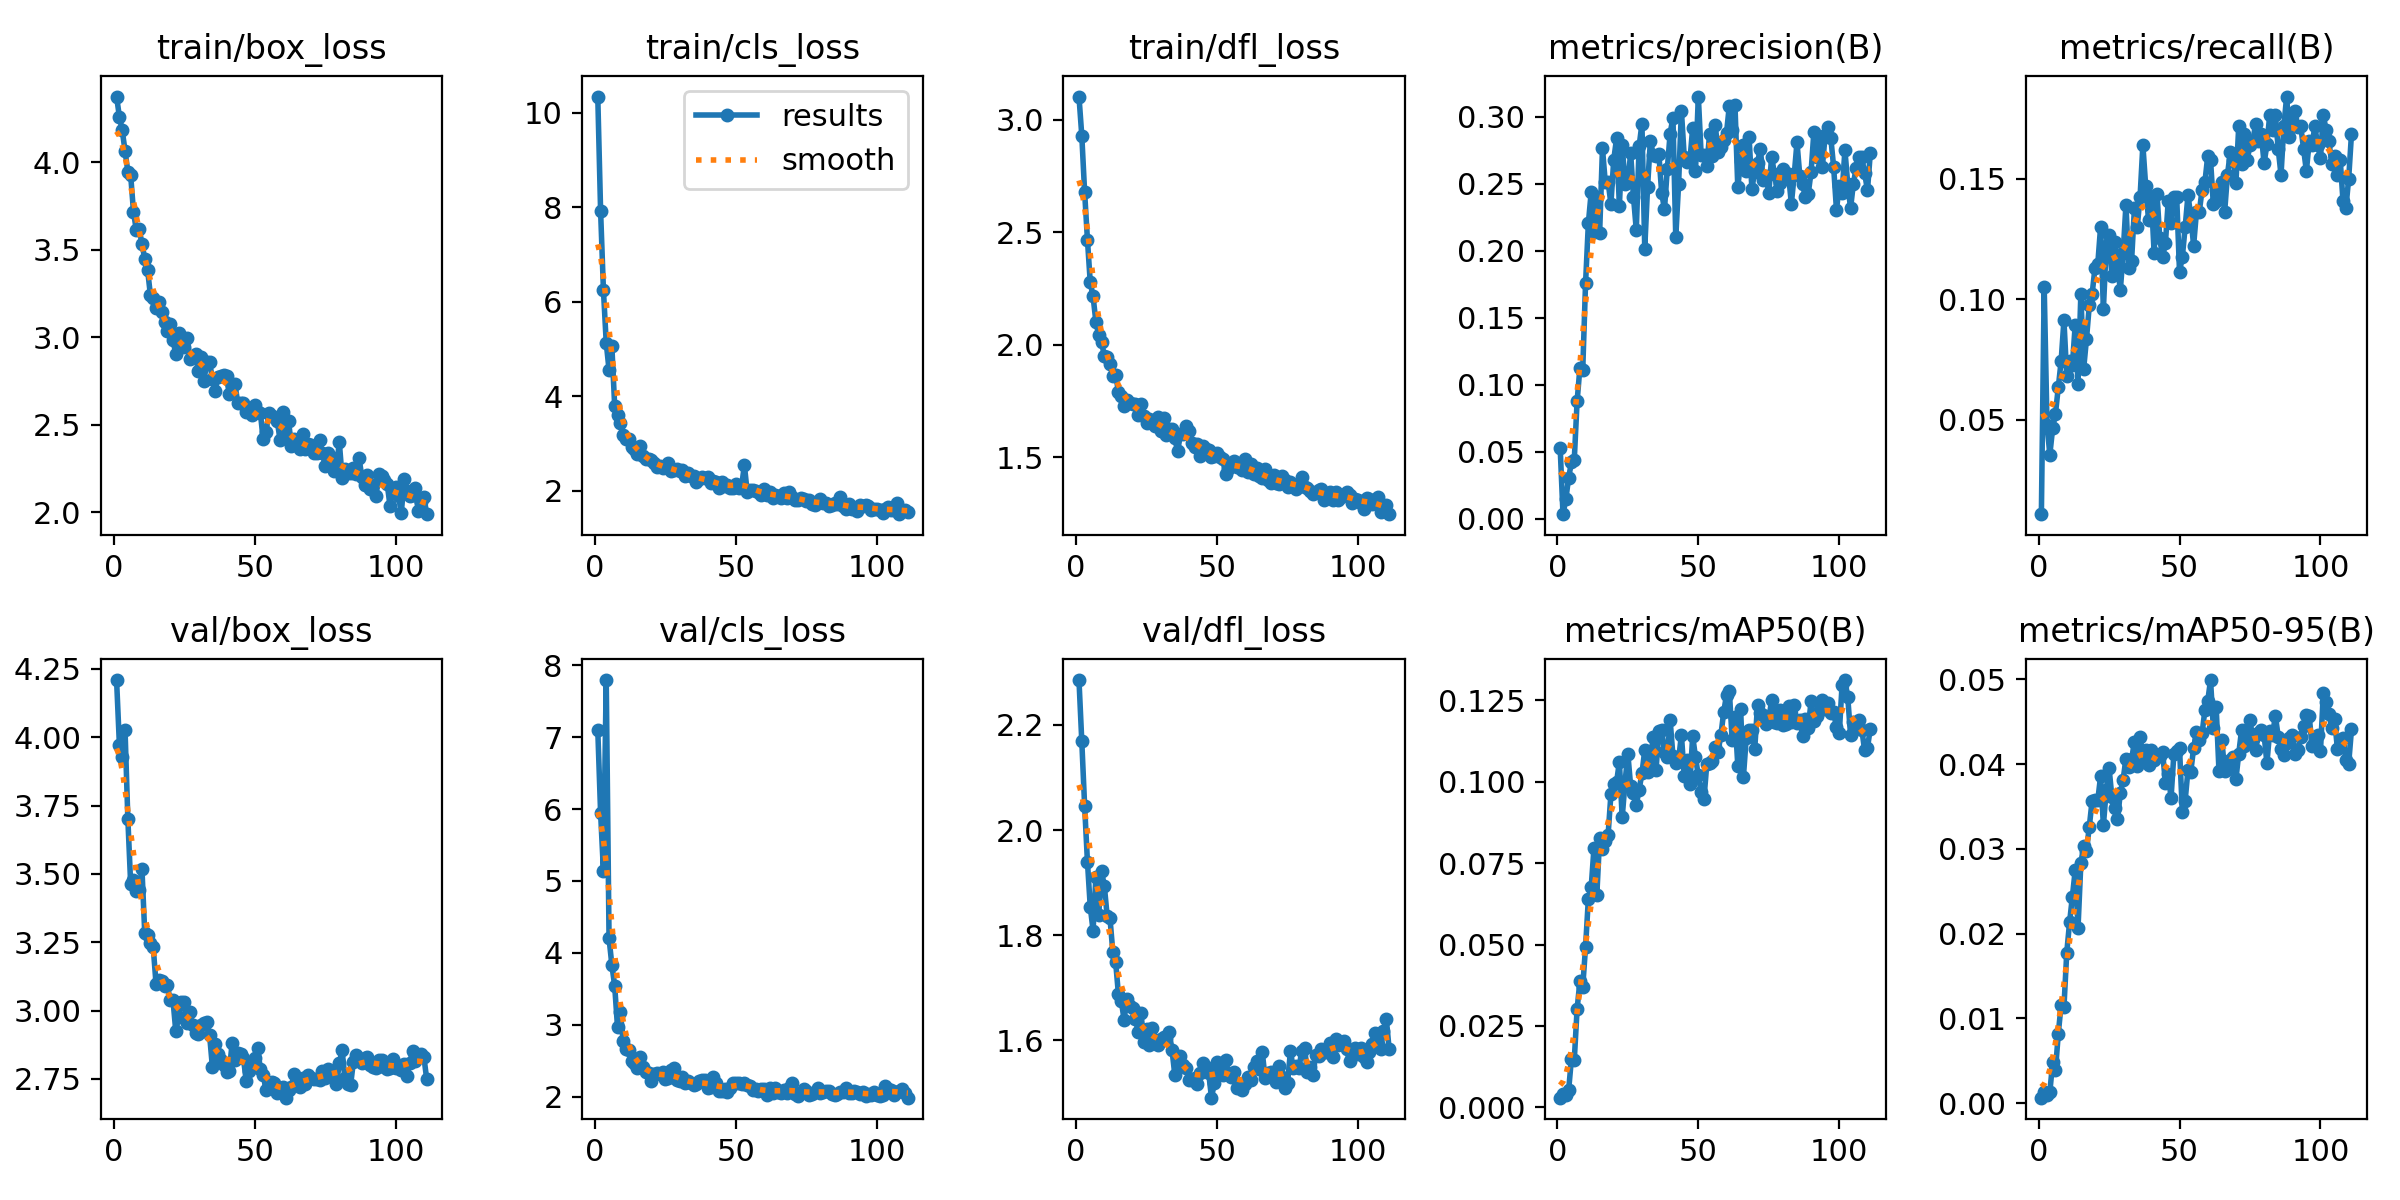 train/box_loss
train/cls_loss
train/dfl_loss
metrics/precision(B)
metrics/recall(B)
4.0
3.5
3.0
2.5
2.0
0 50 100
results
smooth
10
8
6
4
2
0 50 100
3.0
2.5
2.0
1.5
0 50 100
0.30
0.25
0.20
0.15
0.10
0.05
0.00
0 50 100
0.15
0.10
0.05
0 50 100
val/box_loss
val/cls_loss
val/dfl_loss
metrics/mAP50(B)
metrics/mAP50-95(B)
4.25
4.00
3.75
3.50
3.25
3.00
2.75
0 50 100
8
7
6
5
4
3
2
0 50 100
2.2
2.0
1.8
1.6
0 50 100
0.125
0.100
0.075
0.050
0.025
0.000
0 50 100
0.05
0.04
0.03
0.02
0.01
0.00
0 50 100